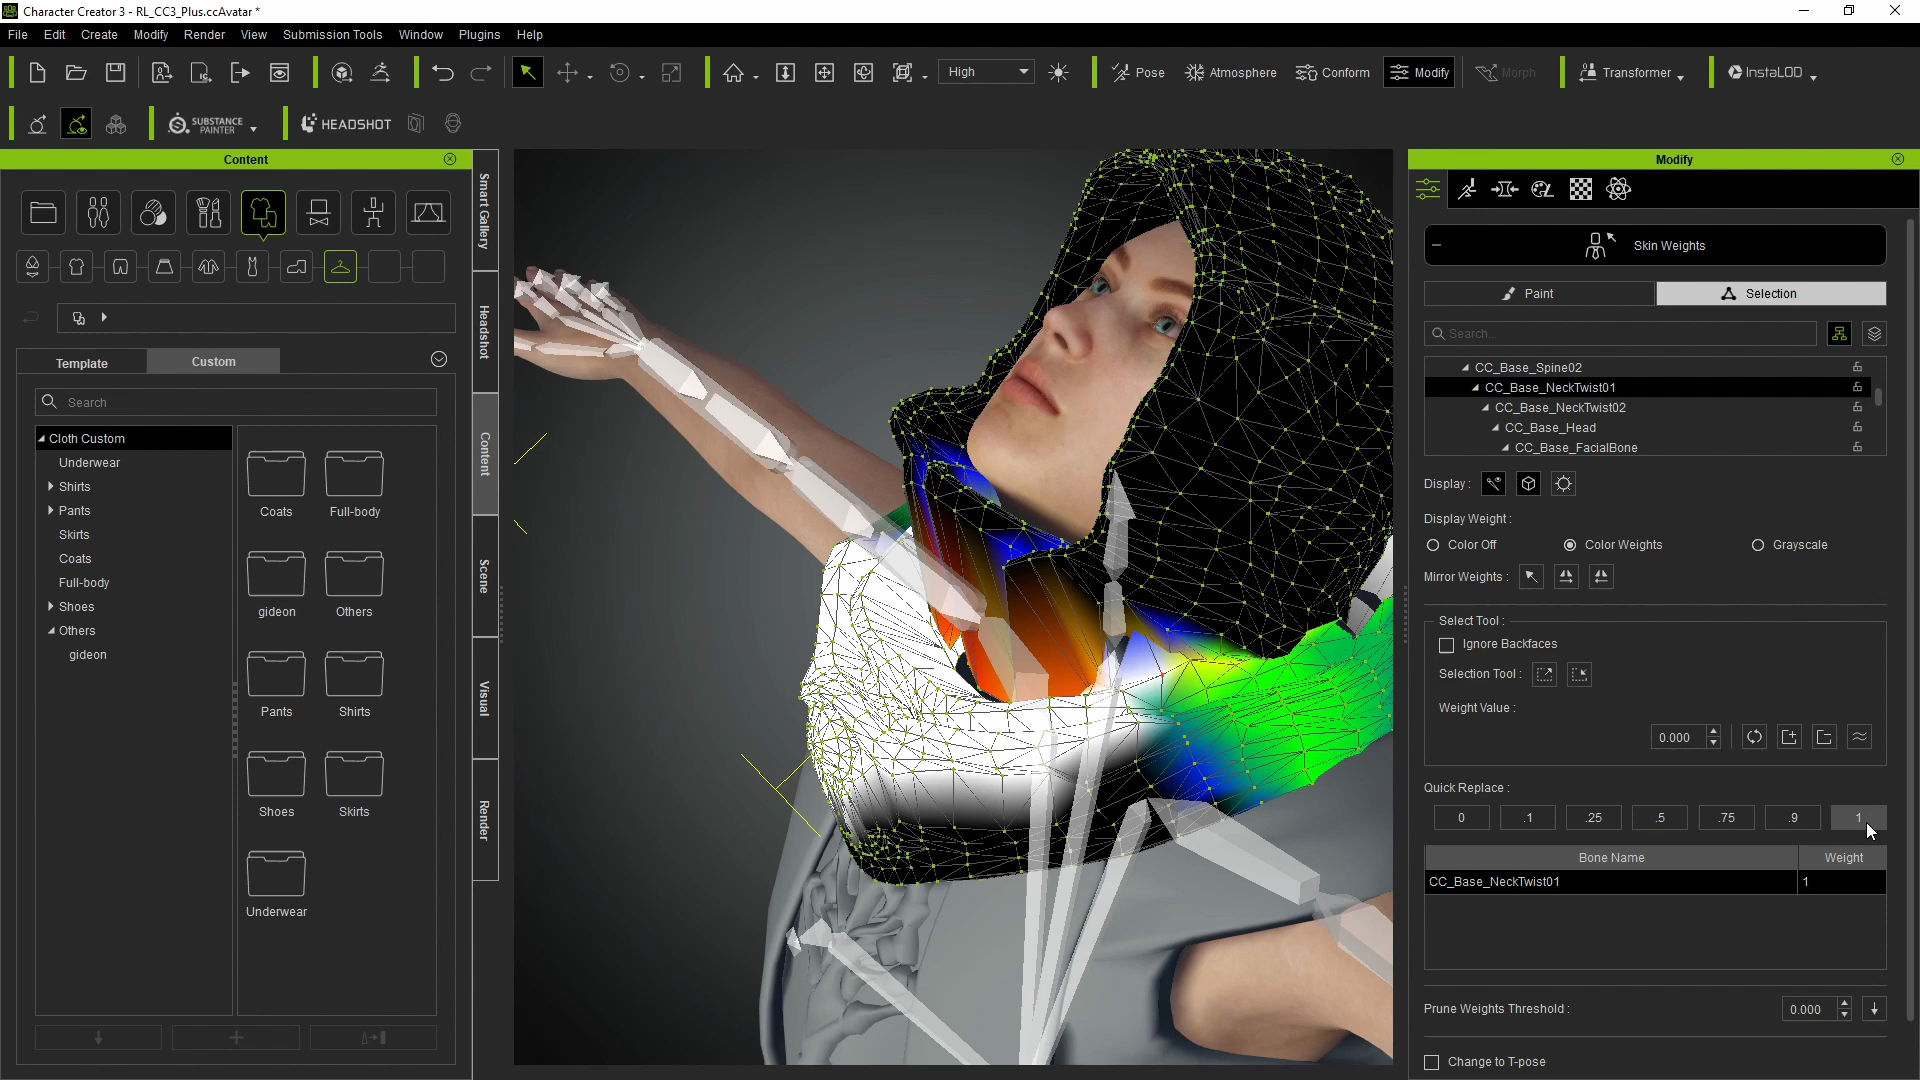 Character Creator 3 - RL_CC3_Plus.ccAvatar *
File Edit Create Modify Render View Submission Tools Window Plugins Help
High Pose Atmosphere Conform Modify Morph Transformer InstaLOD
SUBSTANCE PAINTER HEADSHOT
Content
Smart Gallery
Headshot
Content
Scene
Visual
Render
Template Custom
Search
Cloth Custom
Underwear
Shirts
Pants
Skirts
Coats
Full-body
Shoes
Others
gideon
Coats Full-body
gideon Others
Pants Shirts
Shoes Skirts
Underwear
Modify
Skin Weights
Paint Selection
Search...
CC_Base_Spine02
CC_Base_NeckTwist01
CC_Base_NeckTwist02
CC_Base_Head
CC_Base_FacialBone
Display :
Display Weight :
Color Off Color Weights Grayscale
Mirror Weights :
Select Tool :
Ignore Backfaces
Selection Tool :
Weight Value :
0.000
Quick Replace :
0 .1 .25 .5 .75 .9 1
Bone Name Weight
CC_Base_NeckTwist01 1
Prune Weights Threshold : 0.000
Change to T-pose